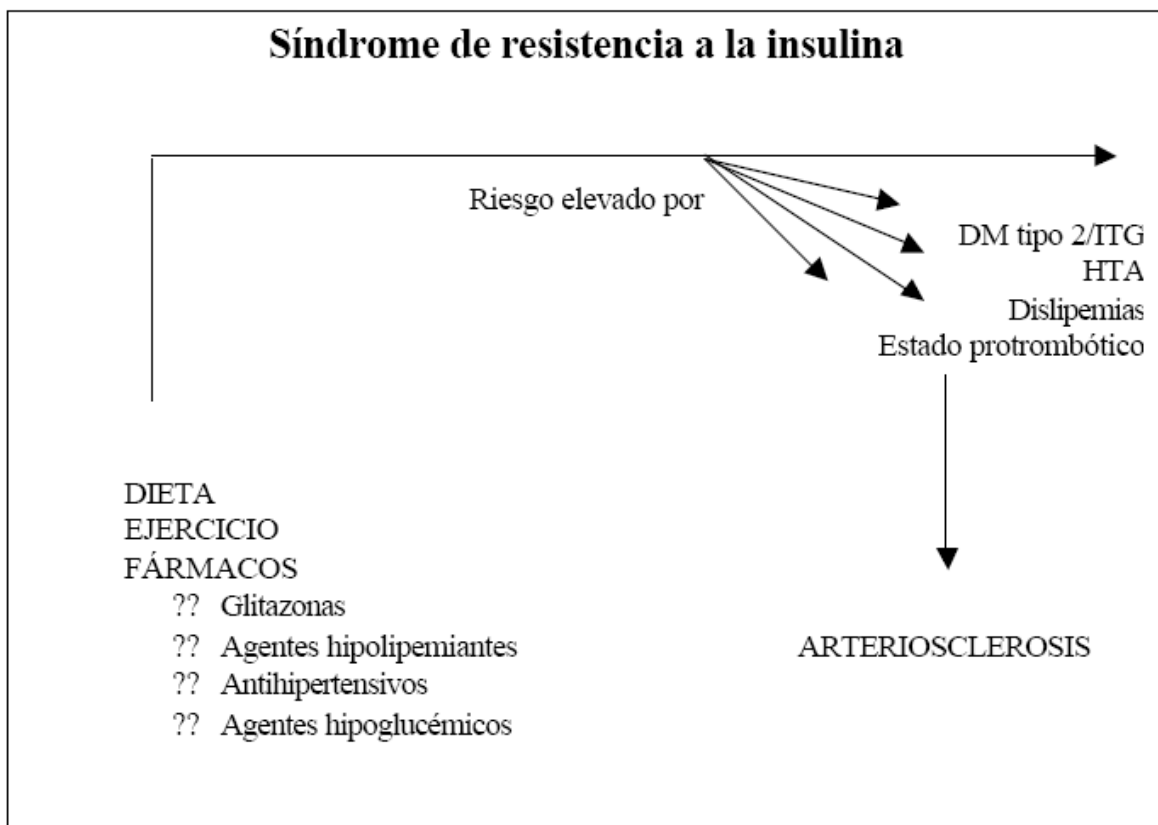 Síndrome de resistencia a la insulina
Riesgo elevado por
DM tipo 2/ITG
HTA
Dislipemias
Estado protrombótico
DIETA
EJERCICIO
FÁRMACOS
?? Glitazonas
?? Agentes hipolipemiantes
?? Antihipertensivos
?? Agentes hipoglucémicos
ARTERIOSCLEROSIS